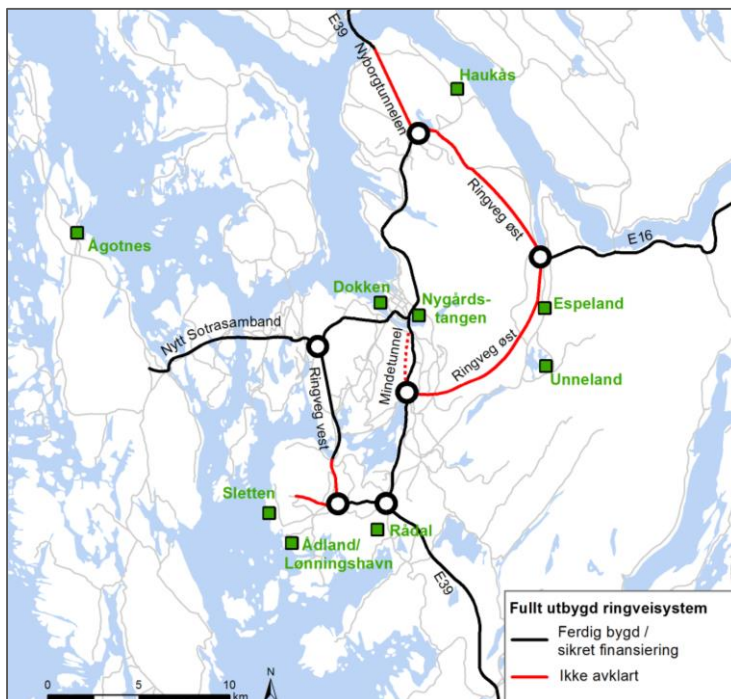 E39
Nyborgtunnelen
Haukås
Ringveg øst
Ågotnes
E16
Dokken
Nygårds-
tangen
Espeland
Nytt Sotrasamband
Mindetunnel
Ringveg øst
Unneland
Ringveg vest
Sletten
Ådland/
Lønningshavn
Rådal
E39
Fullt utbygd ringveisystem
Ferdig bygd /
sikret finansiering
Ikke avklart
0 5 10
km
N